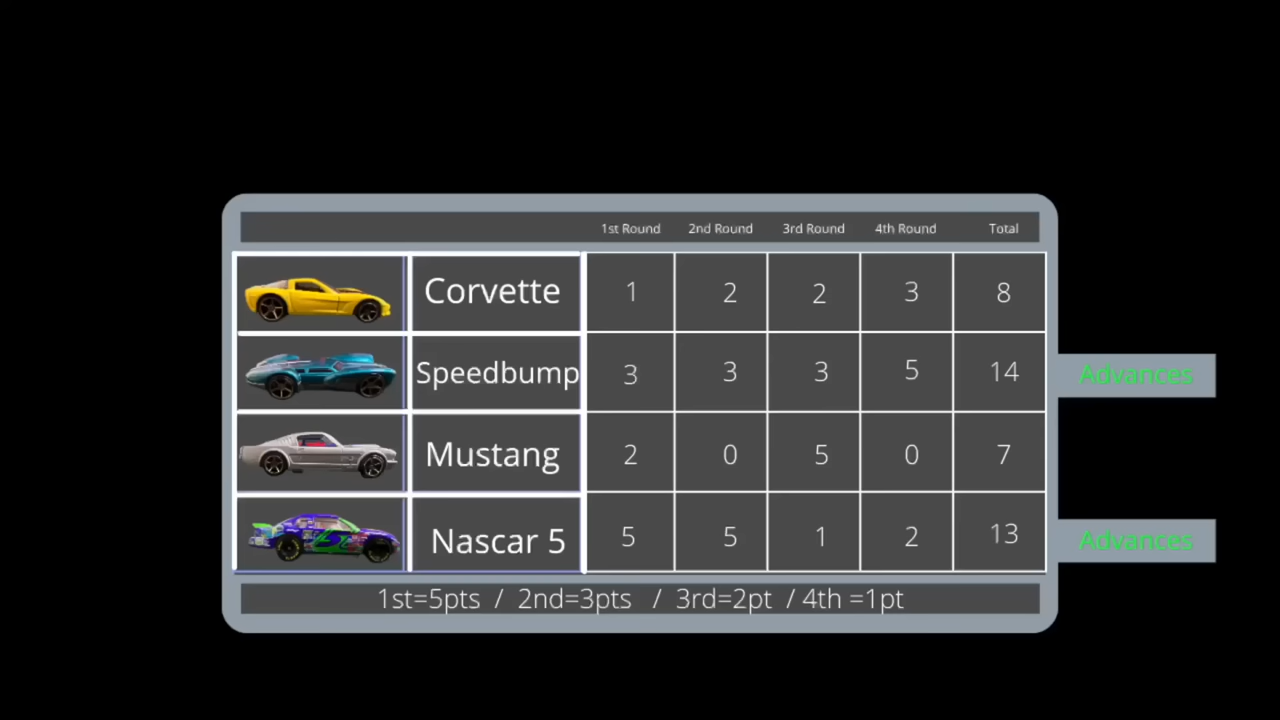 1st Round 2nd Round 3rd Round 4th Round Total
Corvette 1 2 2 3 8
Speedbump 3 3 3 5 14 Advances
Mustang 2 0 5 0 7
Nascar 5 5 5 1 2 13 Advances
1st=5pts / 2nd=3pts / 3rd=2pt / 4th =1pt